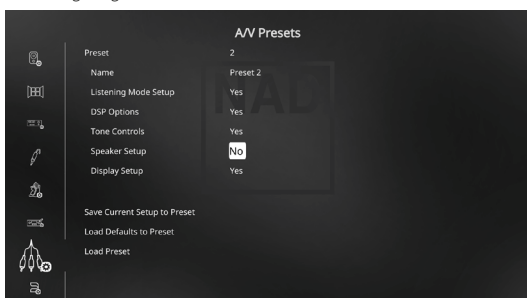 A/V Presets
Preset 2
Name Preset 2
Listening Mode Setup Yes
DSP Options Yes
Tone Controls Yes
Speaker Setup No
Display Setup Yes
Save Current Setup to Preset
Load Defaults to Preset
Load Preset
NAD